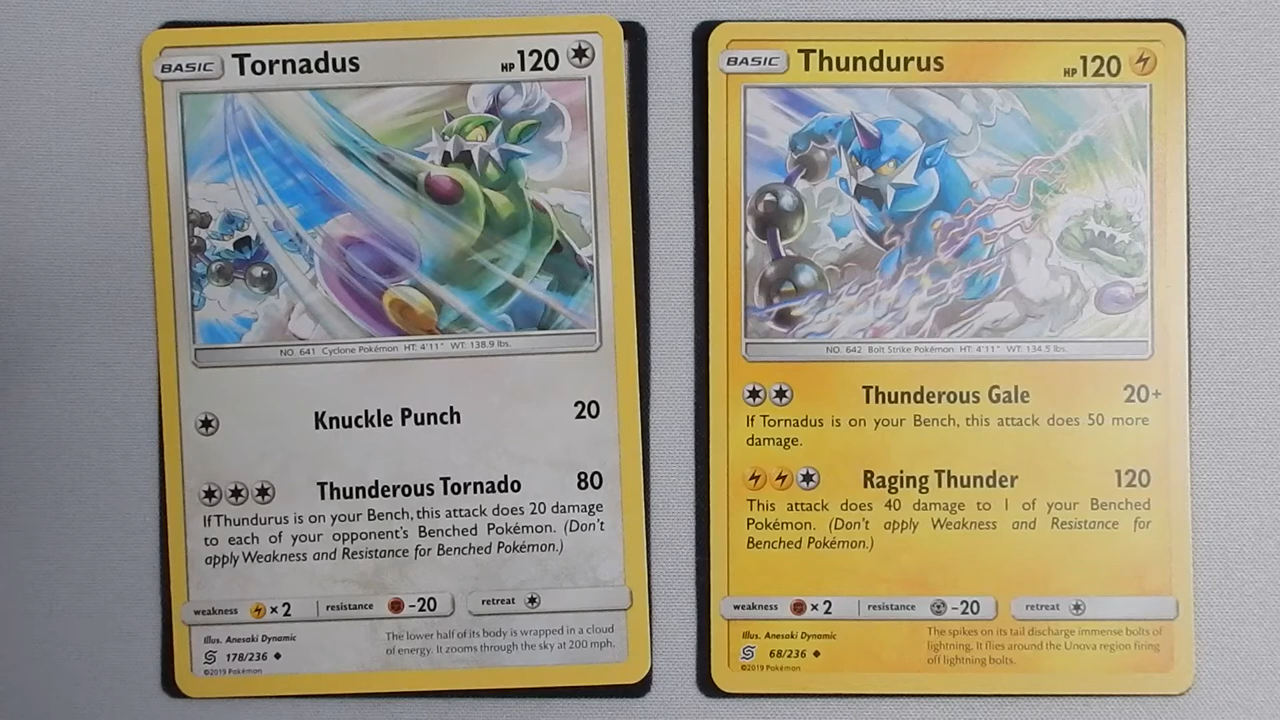 BASIC Tornadus HP 120
NO. 641 Cyclone Pokémon HT: 4'11" WT: 138.9 lbs.
Knuckle Punch 20
Thunderous Tornado 80
If Thundurus is on your Bench, this attack does 20 damage
to each of your opponent's Benched Pokémon. (Don't
apply Weakness and Resistance for Benched Pokémon.)
weakness ×2 resistance -20 retreat
Illus. Anesaki Dynamic
178/236
©2019 Pokémon
The lower half of its body is wrapped in a cloud
of energy. It zooms through the sky at 200 mph.
BASIC Thundurus HP 120
NO. 642 Bolt Strike Pokémon HT: 4'11" WT: 134.5 lbs.
Thunderous Gale 20+
If Tornadus is on your Bench, this attack does 50 more
damage.
Raging Thunder 120
This attack does 40 damage to 1 of your Benched
Pokémon. (Don't apply Weakness and Resistance for
Benched Pokémon.)
weakness ×2 resistance -20 retreat
Illus. Anesaki Dynamic
68/236
©2019 Pokémon
The spikes on its tail discharge immense bolts of
lightning. It flies around the Unova region firing
off lightning bolts.